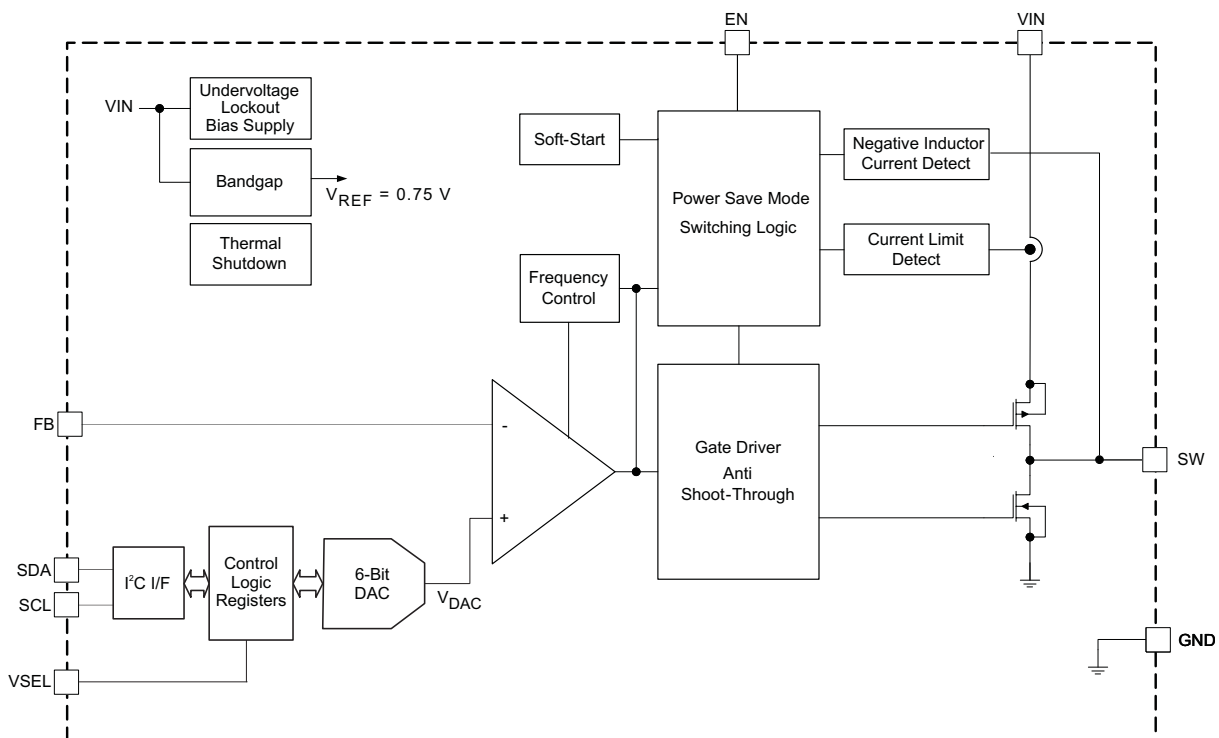 EN
VIN
VIN
Undervoltage
Lockout
Bias Supply
Bandgap
VREF = 0.75 V
Thermal
Shutdown
Soft-Start
Power Save Mode
Switching Logic
Negative Inductor
Current Detect
Current Limit
Detect
Frequency
Control
FB
-
+
Gate Driver
Anti
Shoot-Through
SW
SDA
SCL
I²C I/F
Control
Logic
Registers
6-Bit
DAC
VDAC
VSEL
GND